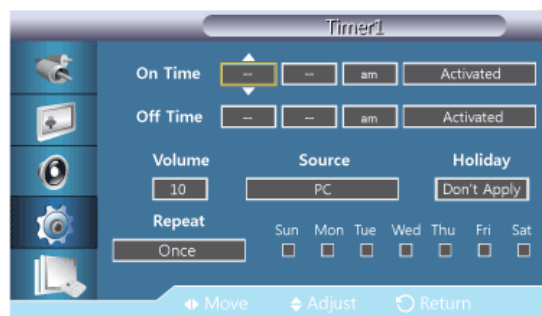 Timer1
On Time -- -- am Activated
Off Time -- -- am Activated
Volume Source Holiday
10 PC Don't Apply
Repeat Sun Mon Tue Wed Thu Fri Sat
Once
Move Adjust Return